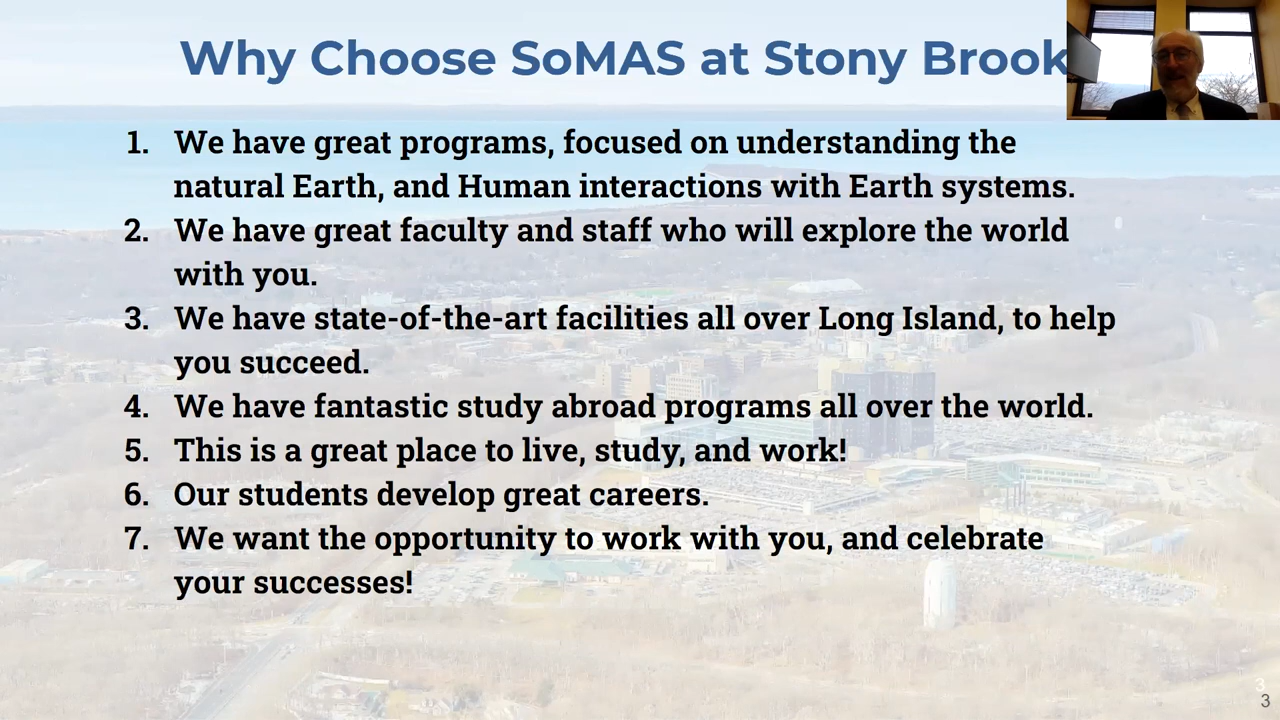 Why Choose SoMAS at Stony Brook
1. We have great programs, focused on understanding the
natural Earth, and Human interactions with Earth systems.
2. We have great faculty and staff who will explore the world
with you.
3. We have state-of-the-art facilities all over Long Island, to help
you succeed.
4. We have fantastic study abroad programs all over the world.
5. This is a great place to live, study, and work!
6. Our students develop great careers.
7. We want the opportunity to work with you, and celebrate
your successes!
3
3